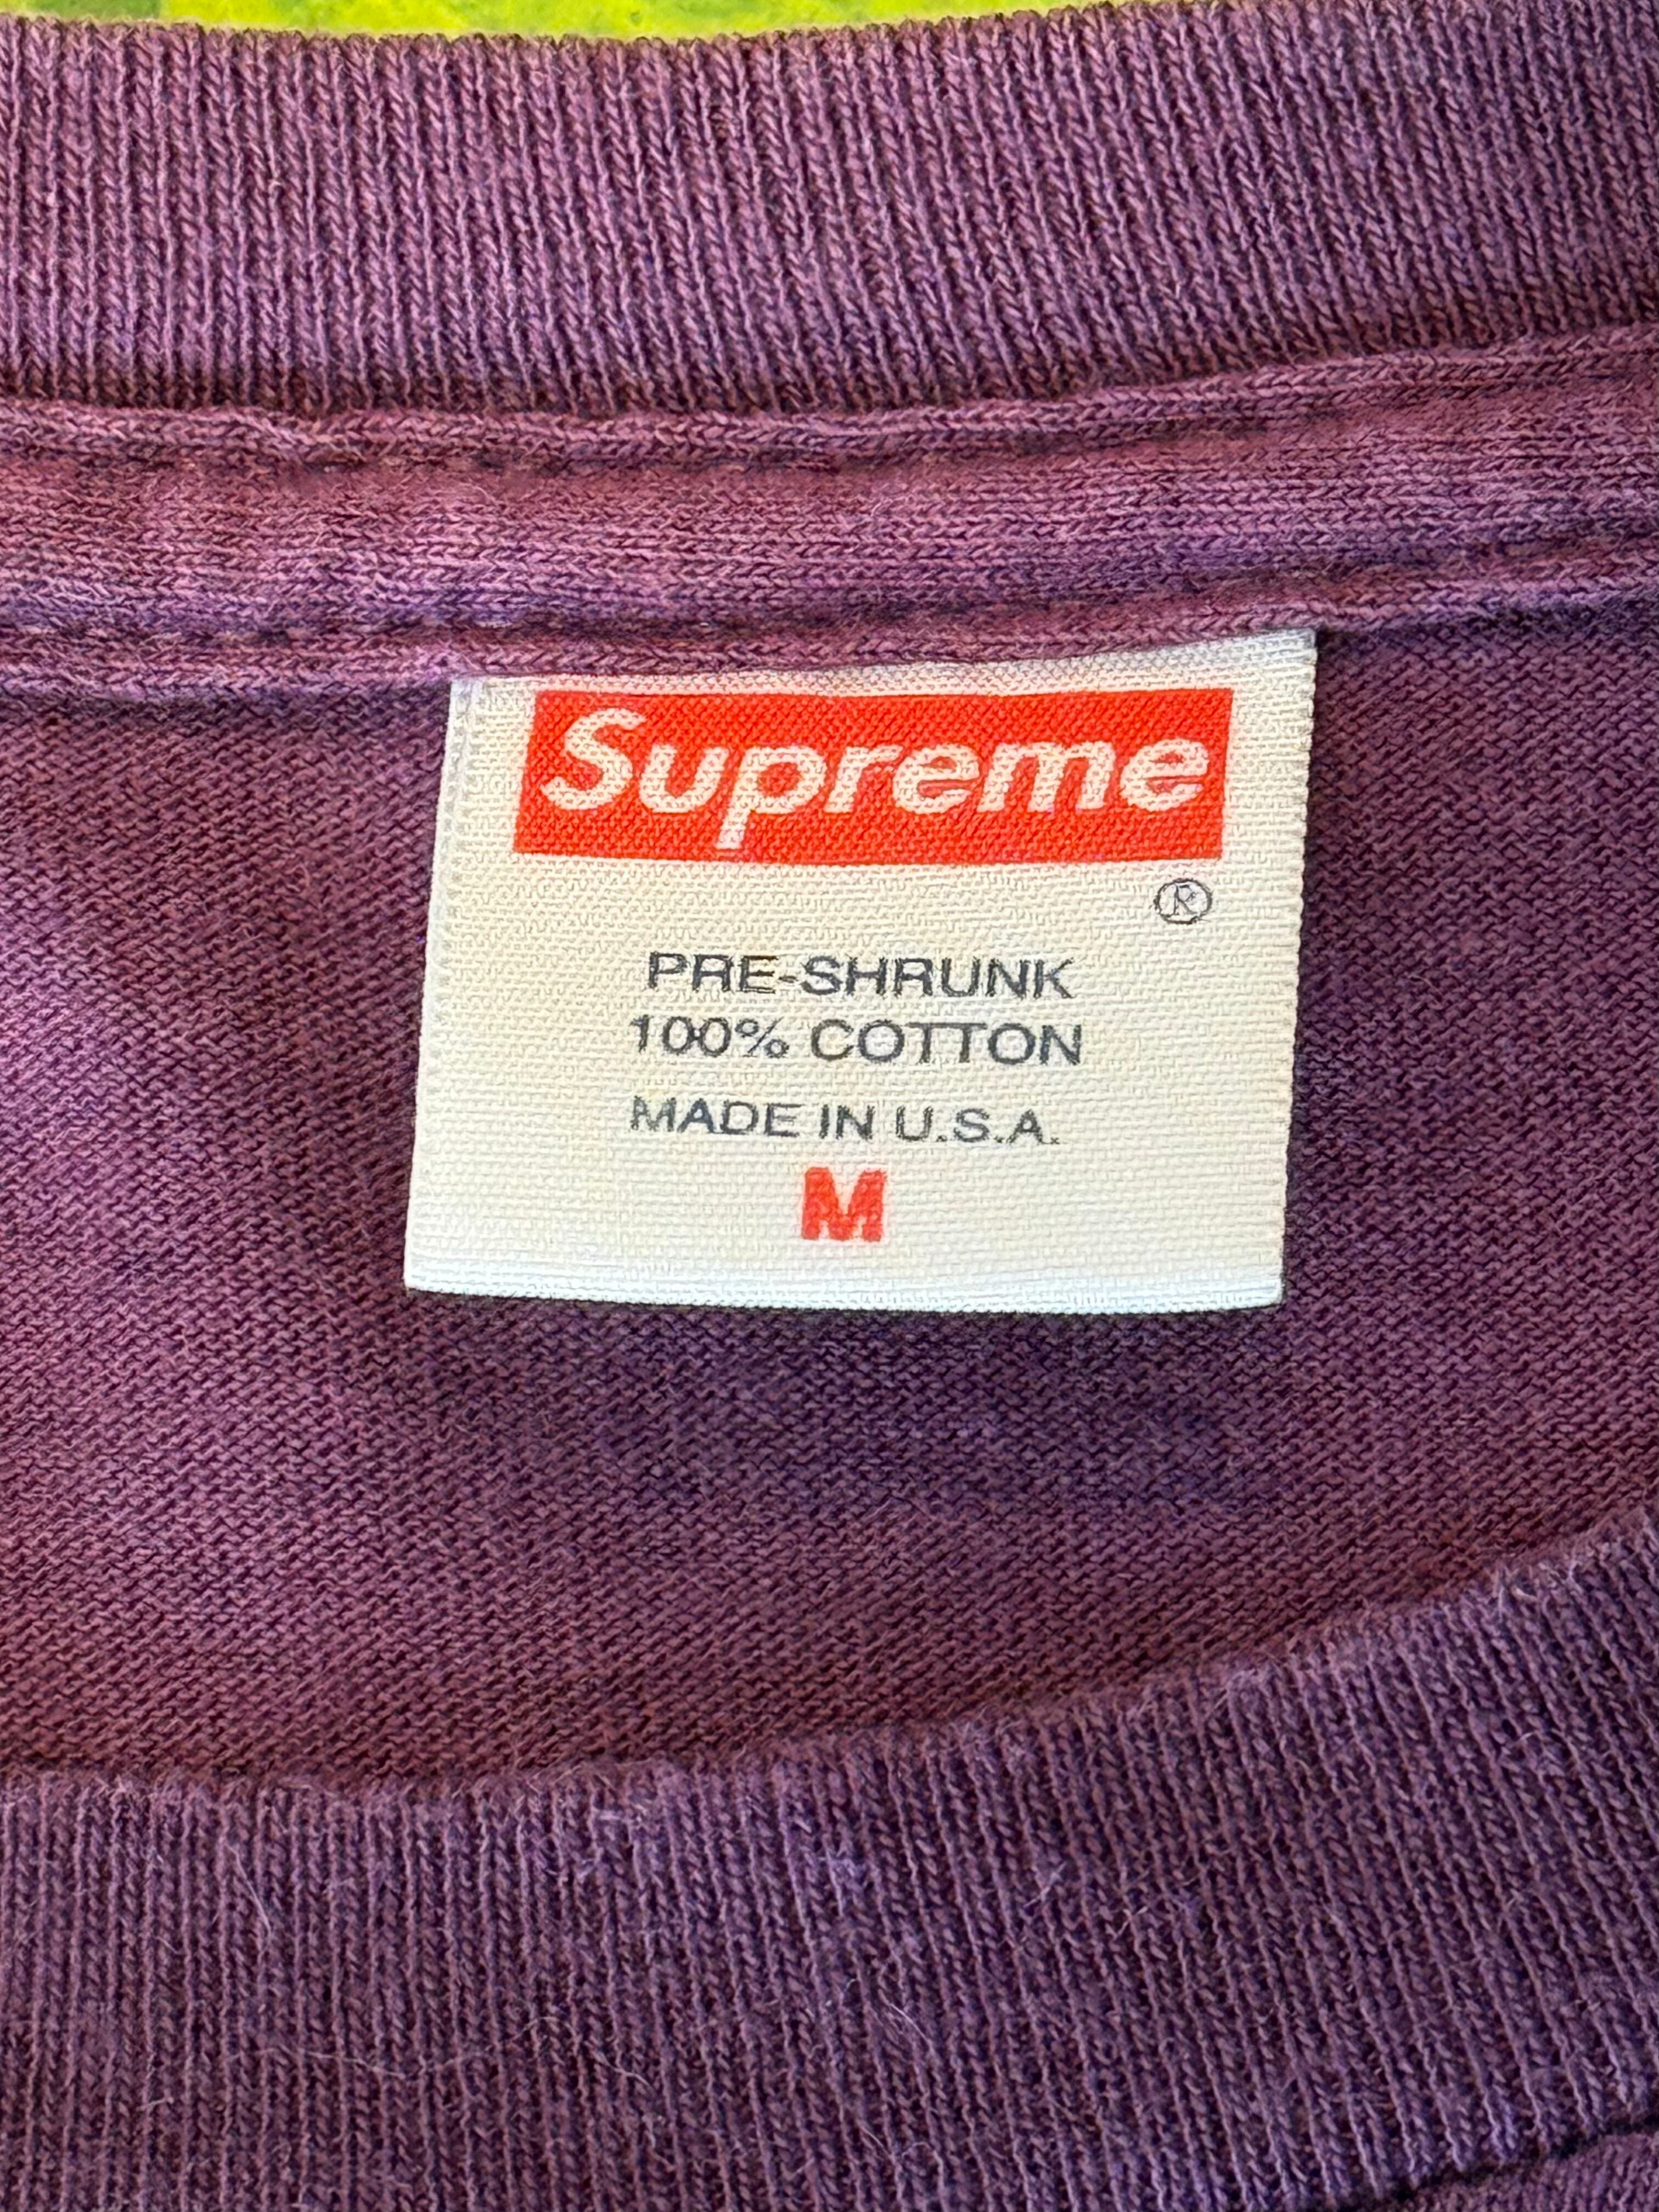 Supreme
®
PRE-SHRUNK
100% COTTON
MADE IN U.S.A.
M